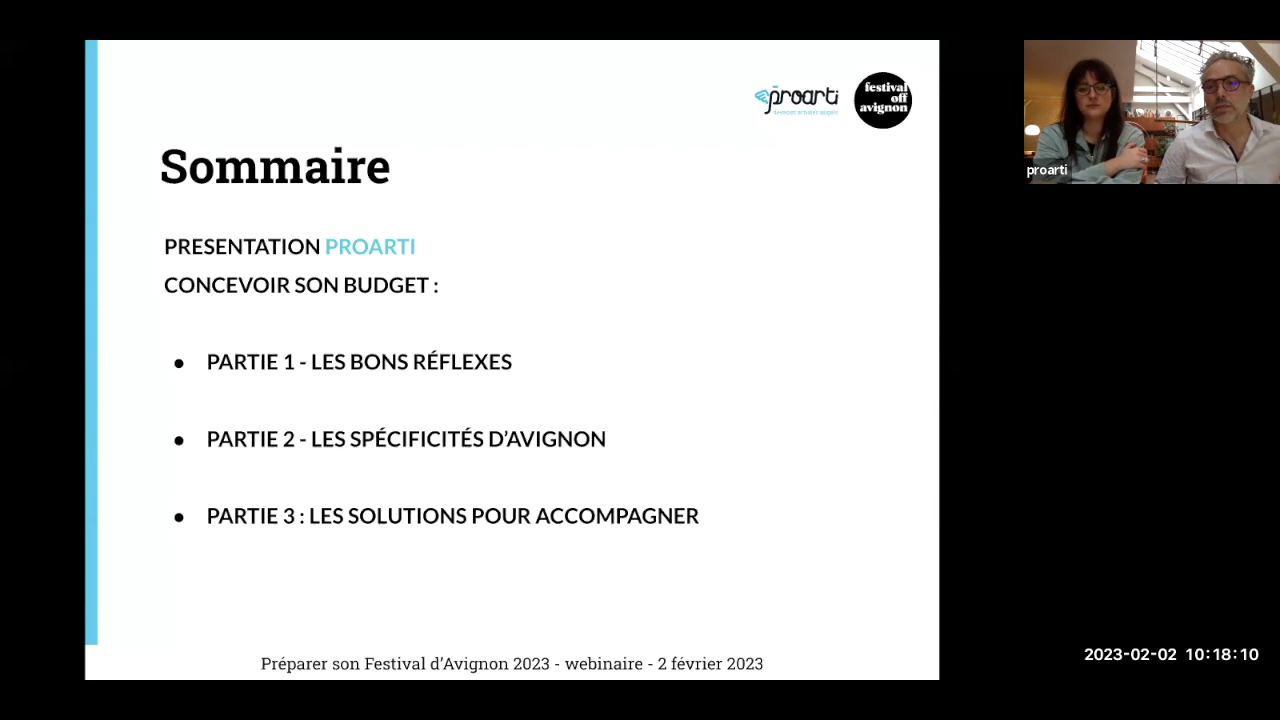 proarti
festival
off
avignon
Sommaire
PRESENTATION PROARTI
CONCEVOIR SON BUDGET :
● PARTIE 1 - LES BONS RÉFLEXES
● PARTIE 2 - LES SPÉCIFICITÉS D’AVIGNON
● PARTIE 3 : LES SOLUTIONS POUR ACCOMPAGNER
Préparer son Festival d’Avignon 2023 - webinaire - 2 février 2023
proarti
2023-02-02 10:18:10